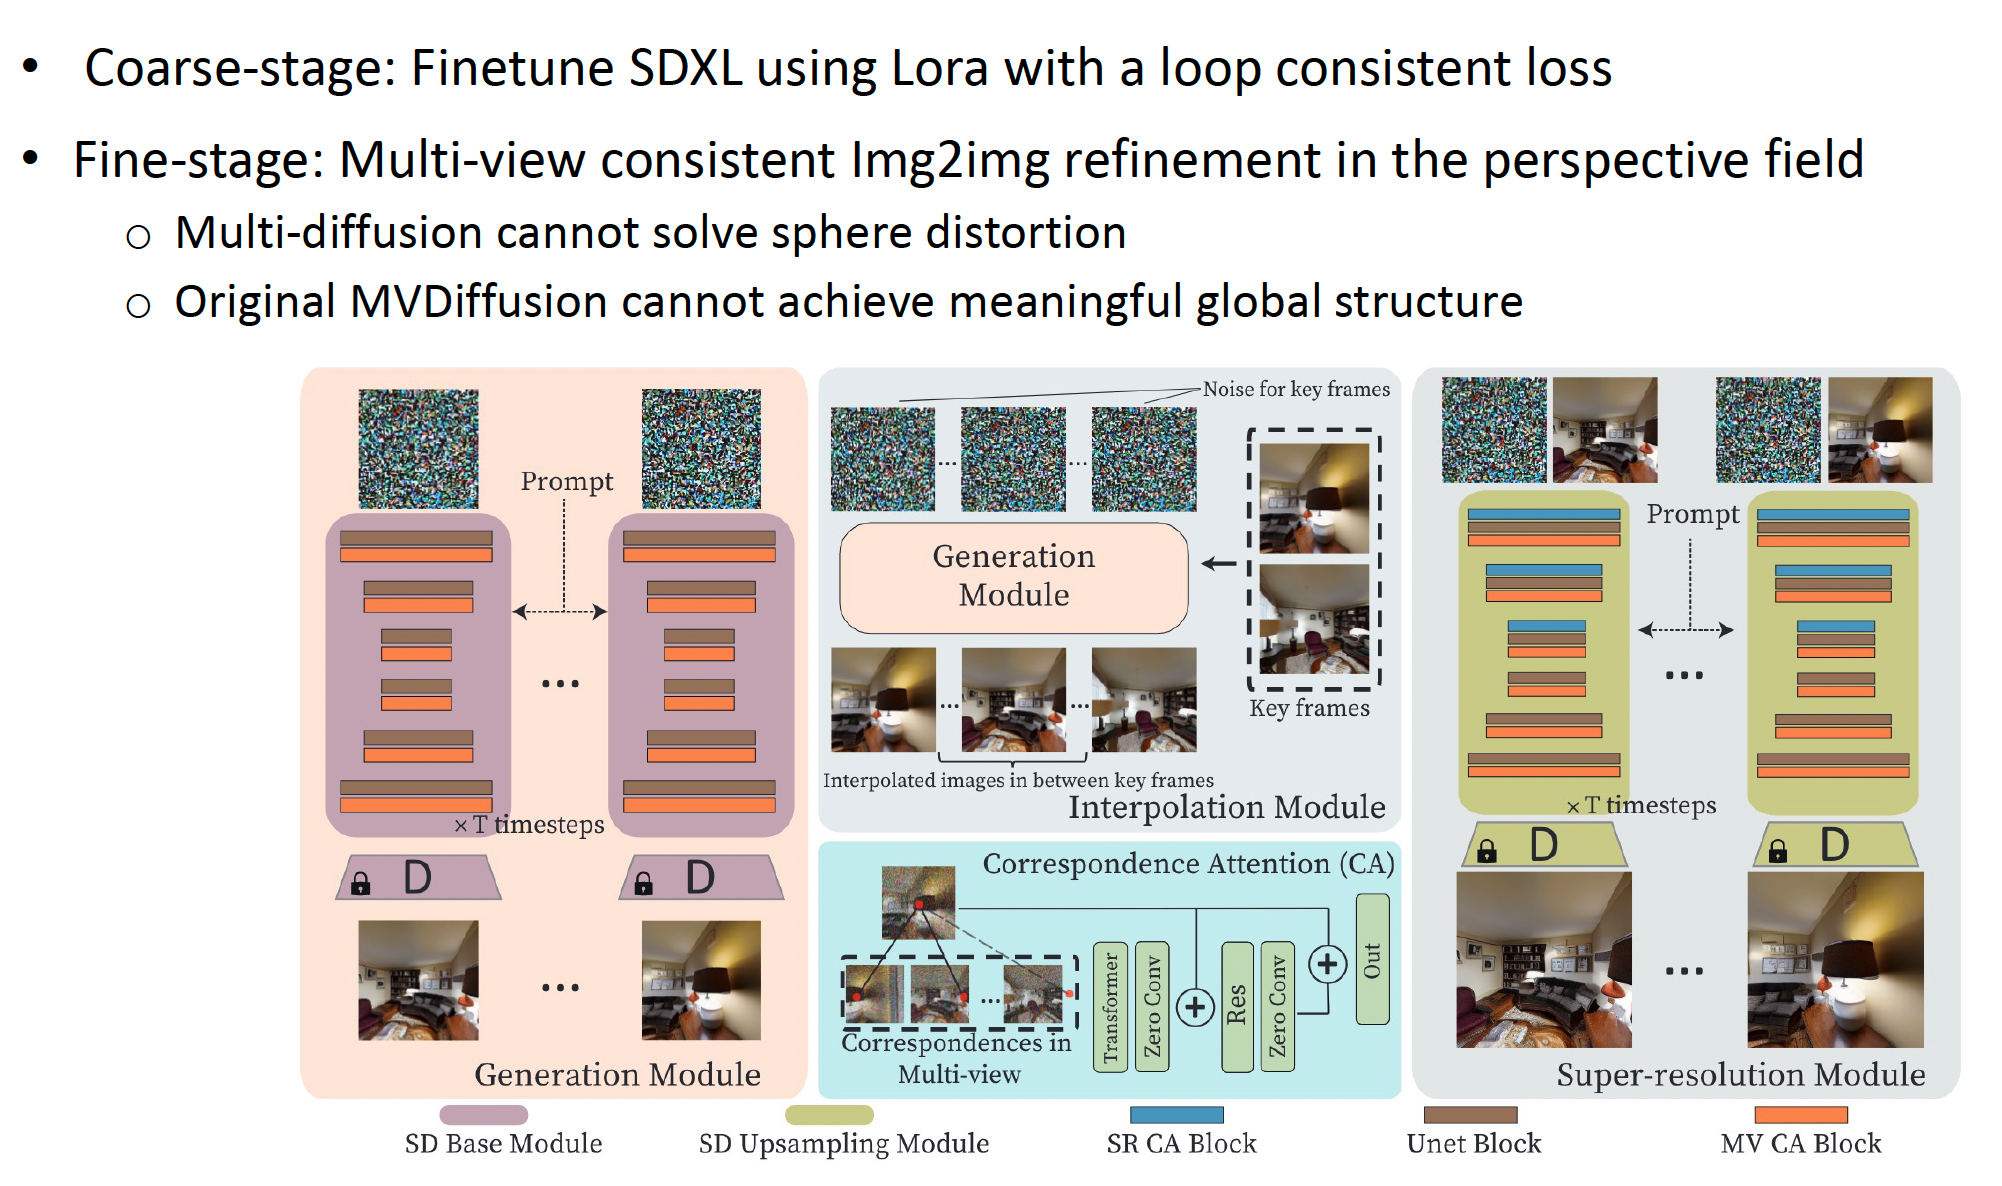 • Coarse-stage: Finetune SDXL using Lora with a loop consistent loss
• Fine-stage: Multi-view consistent Img2img refinement in the perspective field
o Multi-diffusion cannot solve sphere distortion
o Original MVDiffusion cannot achieve meaningful global structure
Prompt
...
× T timesteps
D
D
...
Generation Module
Noise for key frames
...
...
Generation
Module
Key frames
...
...
Interpolated images in between key frames
Interpolation Module
Correspondence Attention (CA)
...
Correspondences in
Multi-view
Transformer
Zero Conv
+
Res
Zero Conv
+
Out
Prompt
...
× T timesteps
D
D
...
Super-resolution Module
SD Base Module
SD Upsampling Module
SR CA Block
Unet Block
MV CA Block